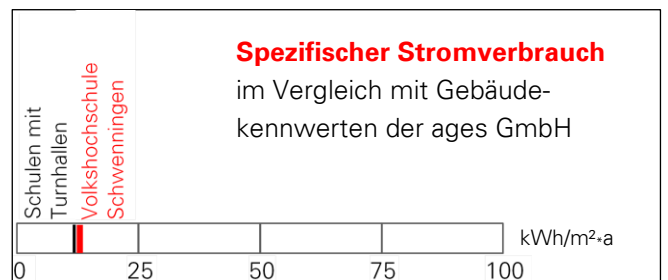 Spezifischer Stromverbrauch
im Vergleich mit Gebäude-
kennwerten der ages GmbH
Schulen mit
Turnhallen
Volkshochschule
Schwenningen
kWh/m²*a
0 25 50 75 100